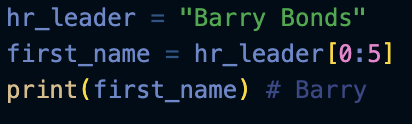 hr_leader = "Barry Bonds"
first_name = hr_leader[0:5]
print(first_name) # Barry